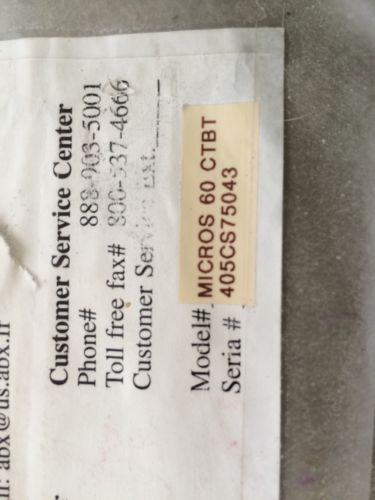 Customer Service Center
Phone# 888-903-5001
Toll free fax# 800-537-4666
Customer Service Ext.
Model# MICROS 60 CTBT
Seria # 405CS75043
abx@us.abx.fr